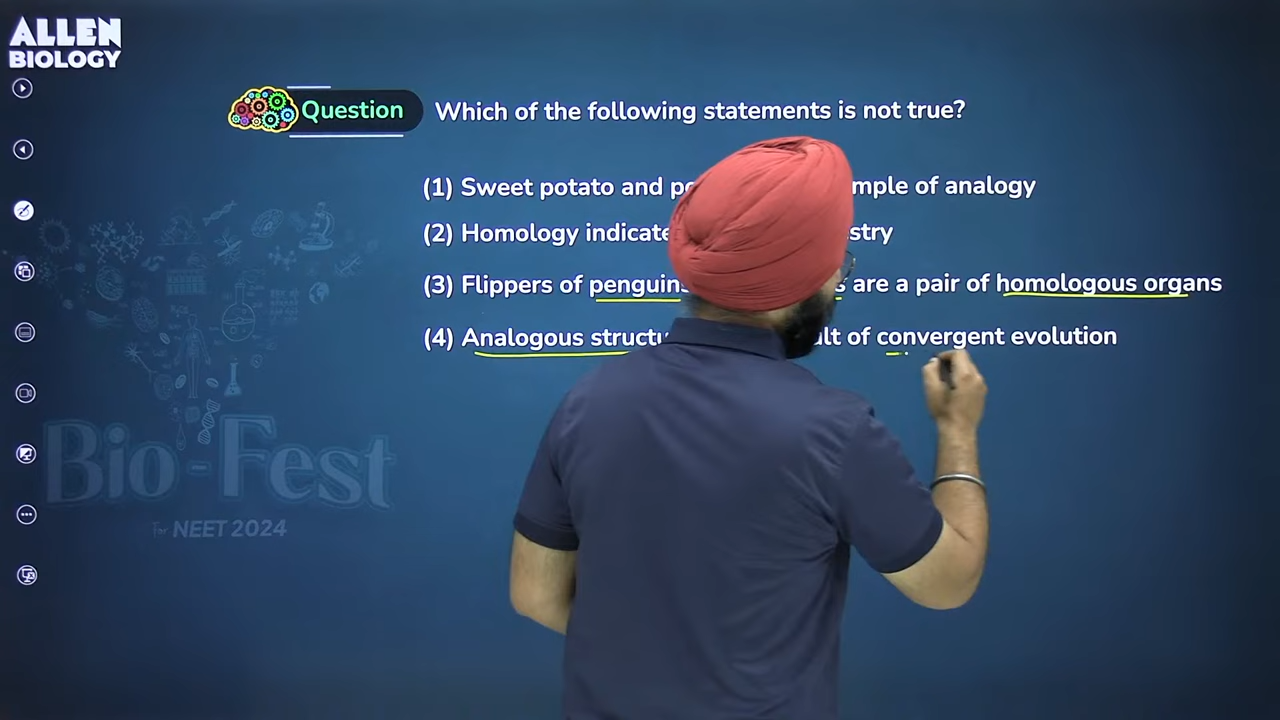 ALLEN
BIOLOGY
Question Which of the following statements is not true?
(1) Sweet potato and mple of analogy
(2) Homology indicate stry
(3) Flippers of penguins are a pair of homologous organs
(4) Analogous structu ult of convergent evolution
Bio-Fest
For NEET 2024